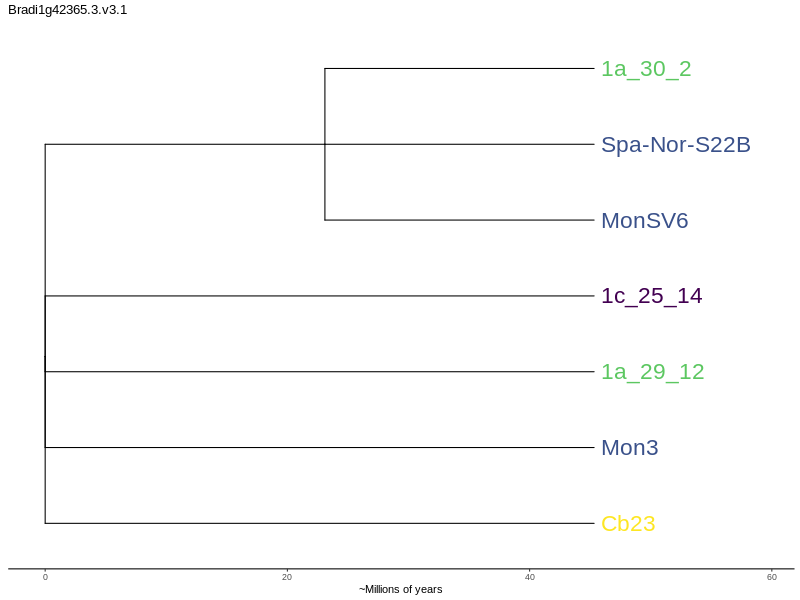 Bradi1g42365.3.v3.1
1a_30_2
Spa-Nor-S22B
MonSV6
1c_25_14
1a_29_12
Mon3
Cb23
0 20 40 60
~Millions of years